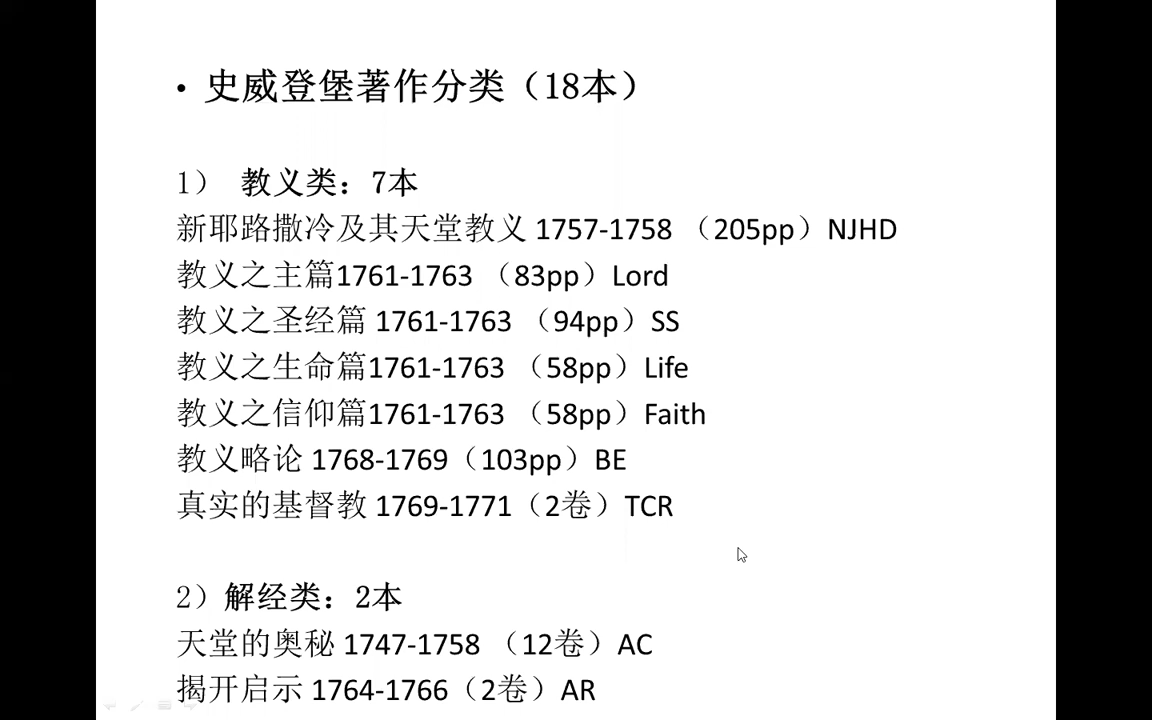 • 史威登堡著作分类（18本）
1） 教义类：7本
新耶路撒冷及其天堂教义 1757-1758 （205pp）NJHD
教义之主篇1761-1763 （83pp）Lord
教义之圣经篇 1761-1763 （94pp）SS
教义之生命篇1761-1763 （58pp）Life
教义之信仰篇1761-1763 （58pp）Faith
教义略论 1768-1769（103pp）BE
真实的基督教 1769-1771（2卷）TCR
2）解经类：2本
天堂的奥秘 1747-1758 （12卷）AC
揭开启示 1764-1766（2卷）AR